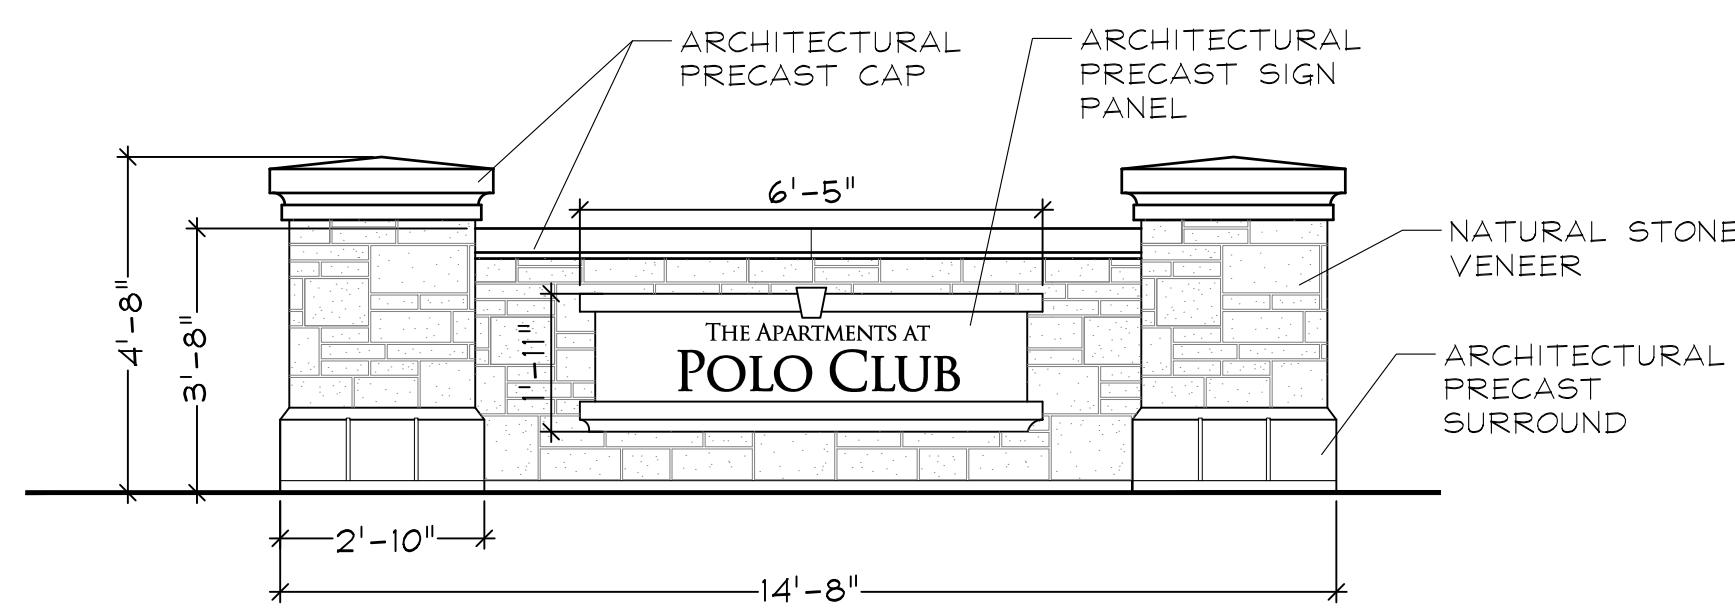 ARCHITECTURAL
PRECAST CAP
ARCHITECTURAL
PRECAST SIGN
PANEL
6'-5"
NATURAL STONE
VENEER
4'-8"
3'-8"
1'-11"
THE APARTMENTS AT
POLO CLUB
ARCHITECTURAL
PRECAST
SURROUND
2'-10"
14'-8"